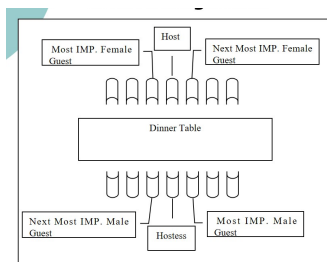 Host
Most IMP. Female
Guest
Next Most IMP. Female
Guest
Dinner Table
Next Most IMP. Male
Guest
Hostess
Most IMP. Male
Guest